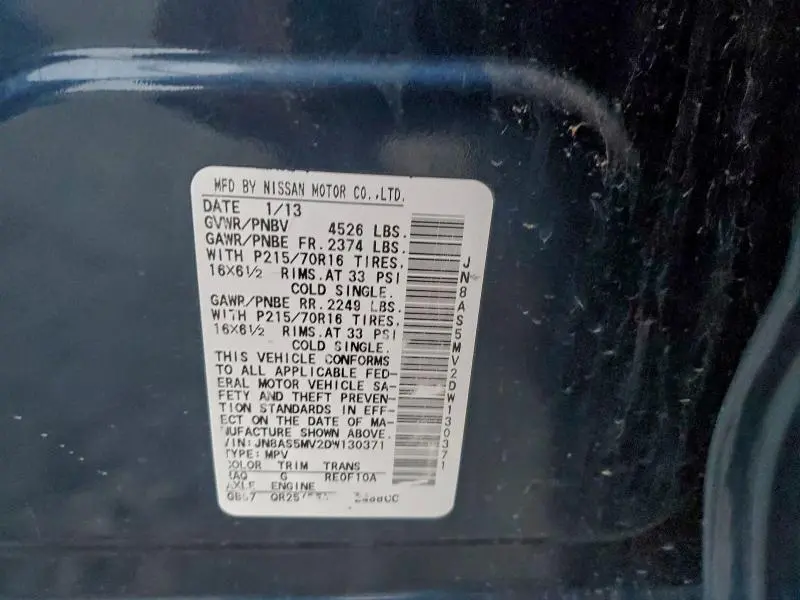 MFD BY NISSAN MOTOR CO.,LTD.
DATE 1/13
GVWR/PNBV 4526 LBS.
GAWR/PNBE FR. 2374 LBS.
WITH P215/70R16 TIRES,
16X6½ RIMS. AT 33 PSI
COLD SINGLE.
GAWR/PNBE RR. 2249 LBS.
WITH P215/70R16 TIRES,
16X6½ RIMS. AT 33 PSI
COLD SINGLE.
THIS VEHICLE CONFORMS
TO ALL APPLICABLE FED-
ERAL MOTOR VEHICLE SA-
FETY AND THEFT PREVEN-
TION STANDARDS IN EFF-
ECT ON THE DATE OF MA-
NUFACTURE SHOWN ABOVE.
VIN: JN8AS5MV2DW130371
TYPE: MPV
COLOR TRIM TRANS
G RE0F10A
AXLE ENGINE
QR25
JN8AS5MV2DW130371